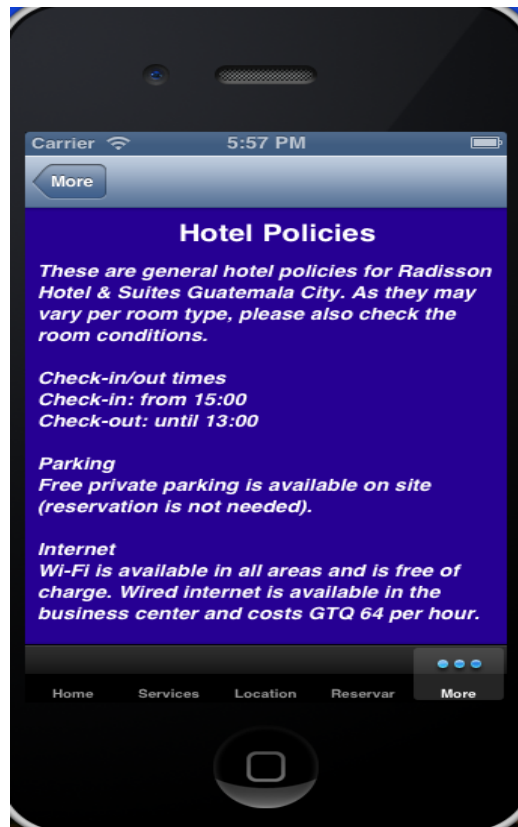 Carrier 5:57 PM
More
Hotel Policies
These are general hotel policies for Radisson
Hotel & Suites Guatemala City. As they may
vary per room type, please also check the
room conditions.
Check-in/out times
Check-in: from 15:00
Check-out: until 13:00
Parking
Free private parking is available on site
(reservation is not needed).
Internet
Wi-Fi is available in all areas and is free of
charge. Wired internet is available in the
business center and costs GTQ 64 per hour.
Home Services Location Reservar More